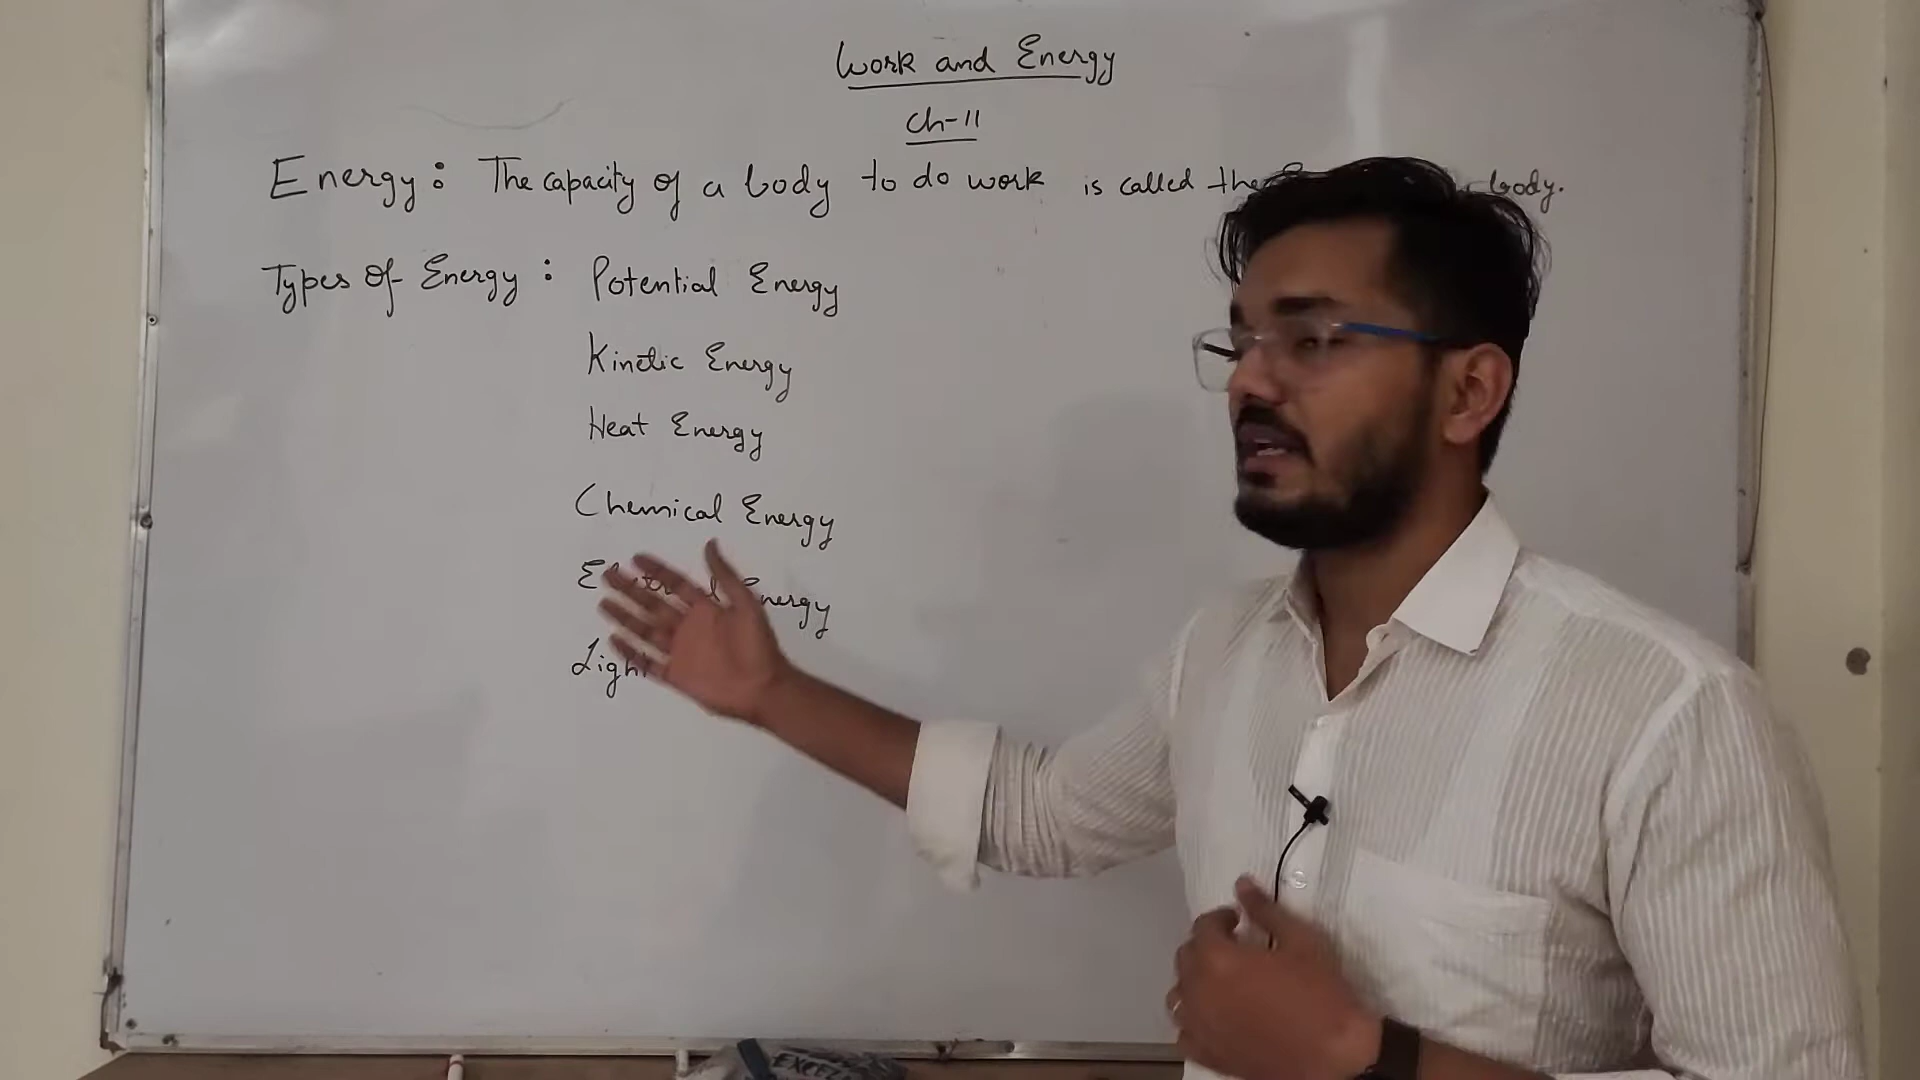 Work and Energy
Ch-11
Energy: The capacity of a body to do work is called the body.
Types Of Energy: Potential Energy
Kinetic Energy
Heat Energy
Chemical Energy
Energy
Light
EXCEL